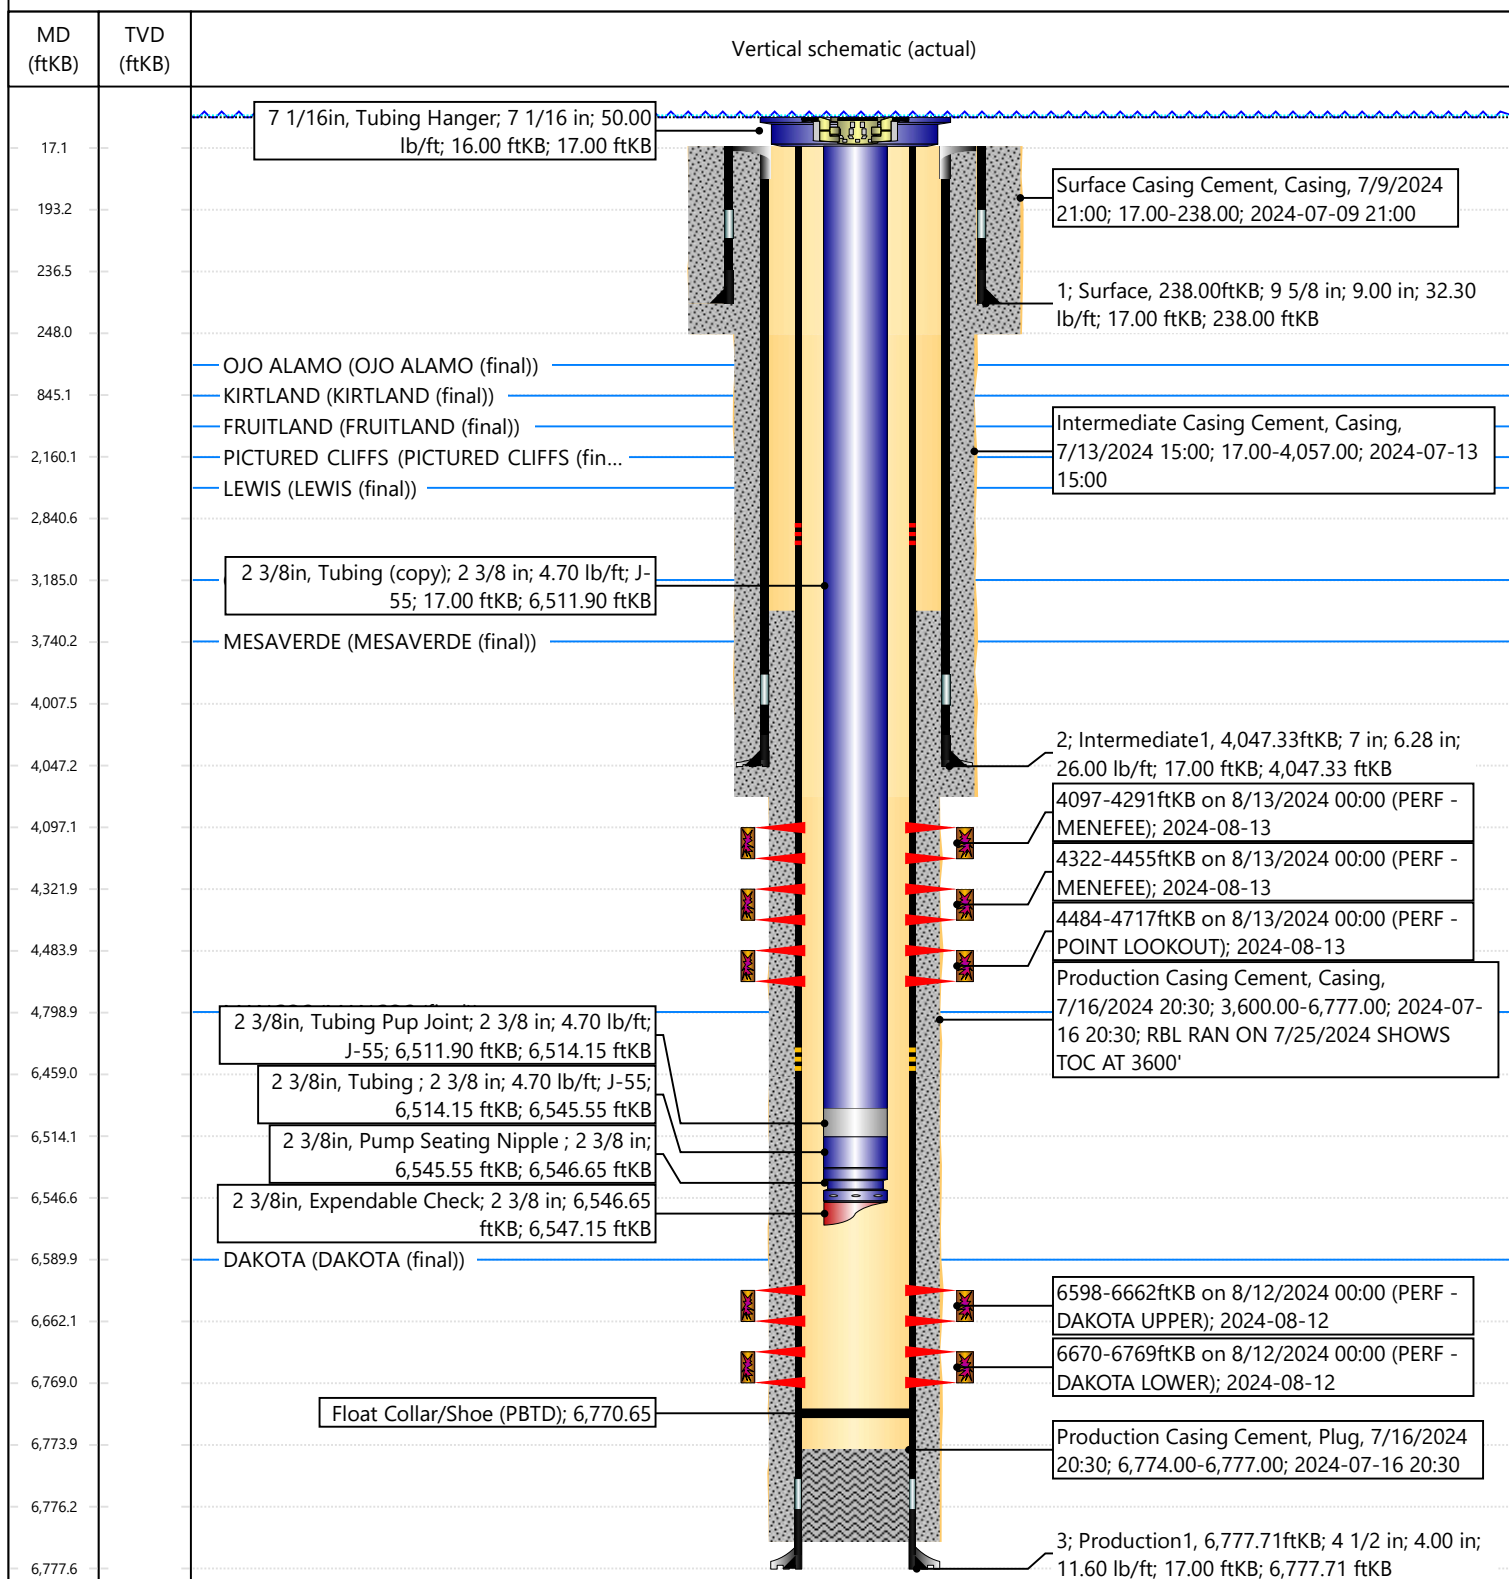 MD
(ftKB)
TVD
(ftKB)
Vertical schematic (actual)
7 1/16in, Tubing Hanger; 7 1/16 in; 50.00
lb/ft; 16.00 ftKB; 17.00 ftKB
17.1
Surface Casing Cement, Casing, 7/9/2024
21:00; 17.00-238.00; 2024-07-09 21:00
193.2
236.5
1; Surface, 238.00ftKB; 9 5/8 in; 9.00 in; 32.30
lb/ft; 17.00 ftKB; 238.00 ftKB
248.0
OJO ALAMO (OJO ALAMO (final))
845.1
KIRTLAND (KIRTLAND (final))
FRUITLAND (FRUITLAND (final))
Intermediate Casing Cement, Casing,
7/13/2024 15:00; 17.00-4,057.00; 2024-07-13
15:00
2,160.1
PICTURED CLIFFS (PICTURED CLIFFS (fin...
LEWIS (LEWIS (final))
2,840.6
2 3/8in, Tubing (copy); 2 3/8 in; 4.70 lb/ft; J-
55; 17.00 ftKB; 6,511.90 ftKB
3,185.0
3,740.2
MESAVERDE (MESAVERDE (final))
4,007.5
2; Intermediate1, 4,047.33ftKB; 7 in; 6.28 in;
26.00 lb/ft; 17.00 ftKB; 4,047.33 ftKB
4,047.2
4097-4291ftKB on 8/13/2024 00:00 (PERF -
MENEFEE); 2024-08-13
4,097.1
4322-4455ftKB on 8/13/2024 00:00 (PERF -
MENEFEE); 2024-08-13
4,321.9
4484-4717ftKB on 8/13/2024 00:00 (PERF -
POINT LOOKOUT); 2024-08-13
4,483.9
Production Casing Cement, Casing,
7/16/2024 20:30; 3,600.00-6,777.00; 2024-07-
16 20:30; RBL RAN ON 7/25/2024 SHOWS
TOC AT 3600'
4,798.9
2 3/8in, Tubing Pup Joint; 2 3/8 in; 4.70 lb/ft;
J-55; 6,511.90 ftKB; 6,514.15 ftKB
6,459.0
2 3/8in, Tubing ; 2 3/8 in; 4.70 lb/ft; J-55;
6,514.15 ftKB; 6,545.55 ftKB
6,514.1
2 3/8in, Pump Seating Nipple ; 2 3/8 in;
6,545.55 ftKB; 6,546.65 ftKB
6,546.6
2 3/8in, Expendable Check; 2 3/8 in; 6,546.65
ftKB; 6,547.15 ftKB
6,589.9
DAKOTA (DAKOTA (final))
6598-6662ftKB on 8/12/2024 00:00 (PERF -
DAKOTA UPPER); 2024-08-12
6,662.1
6670-6769ftKB on 8/12/2024 00:00 (PERF -
DAKOTA LOWER); 2024-08-12
6,769.0
Float Collar/Shoe (PBTD); 6,770.65
6,773.9
Production Casing Cement, Plug, 7/16/2024
20:30; 6,774.00-6,777.00; 2024-07-16 20:30
6,776.2
3; Production1, 6,777.71ftKB; 4 1/2 in; 4.00 in;
11.60 lb/ft; 17.00 ftKB; 6,777.71 ftKB
6,777.6